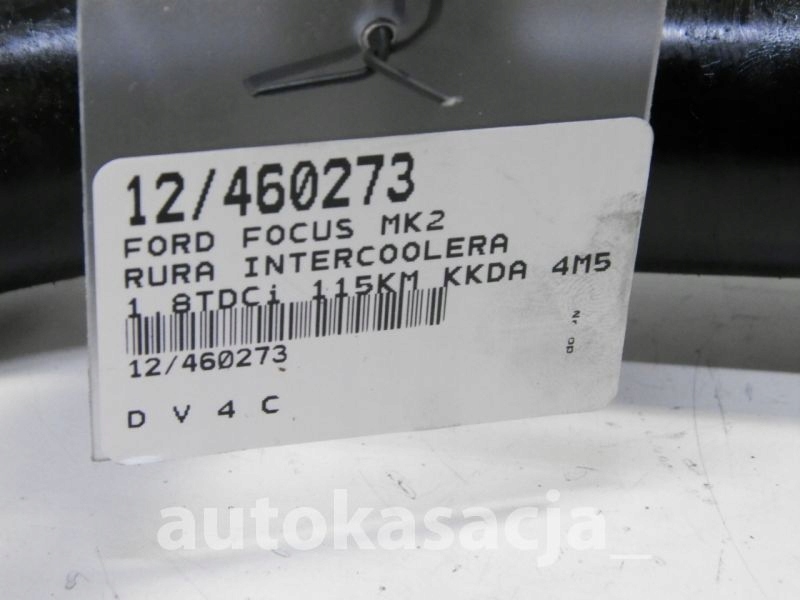 12/460273
FORD FOCUS MK2
RURA INTERCOOLERA
1.8TDCi 115KM KKDA 4M5
12/460273
D V 4 C
autokasacja_